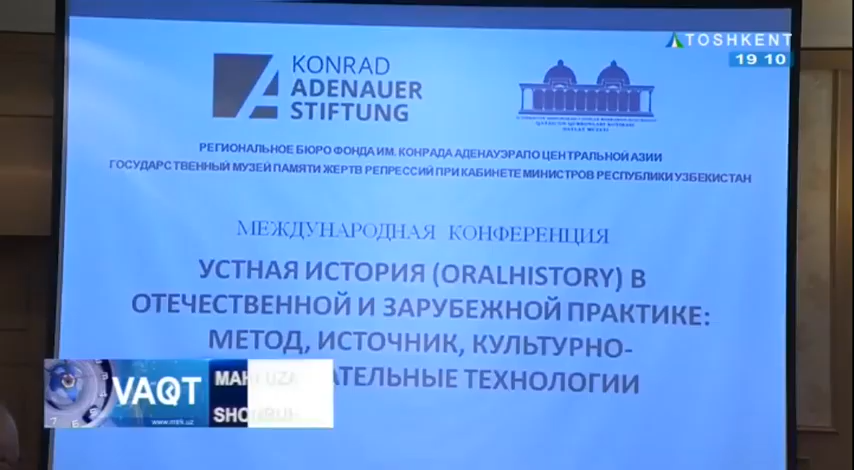 TOSHKENT
19 10
KONRAD
ADENAUER
STIFTUNG
РЕГИОНАЛЬНОЕ БЮРО ФОНДА ИМ. КОНРАДА АДЕНАУЭРАПО ЦЕНТРАЛЬНОЙ АЗИИ
ГОСУДАРСТВЕННЫЙ МУЗЕЙ ПАМЯТИ ЖЕРТВ РЕПРЕССИЙ ПРИ КАБИНЕТЕ МИНИСТРОВ РЕСПУБЛИКИ УЗБЕКИСТАН
МЕЖДУНАРОДНАЯ КОНФЕРЕНЦИЯ
УСТНАЯ ИСТОРИЯ (ORALHISTORY) В
ОТЕЧЕСТВЕННОЙ И ЗАРУБЕЖНОЙ ПРАКТИКЕ:
МЕТОД, ИСТОЧНИК, КУЛЬТУРНО-
АТЕЛЬНЫЕ ТЕХНОЛОГИИ
VAQT
www.mtrk.uz